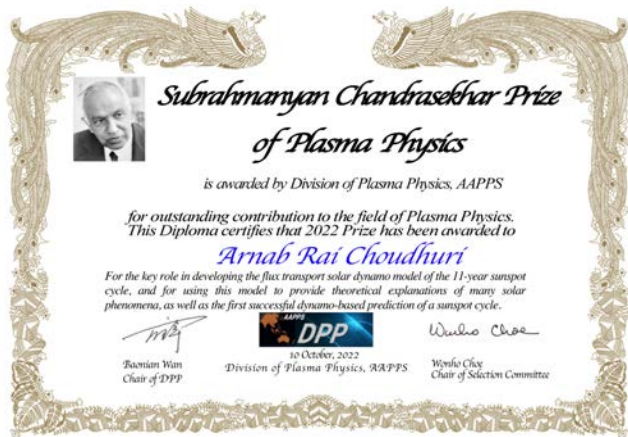 Subrahmanyan Chandrasekhar Prize
of Plasma Physics
is awarded by Division of Plasma Physics, AAPPS
for outstanding contribution to the field of Plasma Physics.
This Diploma certifies that 2022 Prize has been awarded to
Arnab Rai Choudhuri
For the key role in developing the flux transport solar dynamo model of the 11-year sunspot
cycle, and for using this model to provide theoretical explanations of many solar
phenomena, as well as the first successful dynamo-based prediction of a sunspot cycle.
AAPPS
DPP
Wonho Choe
Baonian Wan
Chair of DPP
10 October, 2022
Division of Plasma Physics, AAPPS
Wonho Choe
Chair of Selection Committee